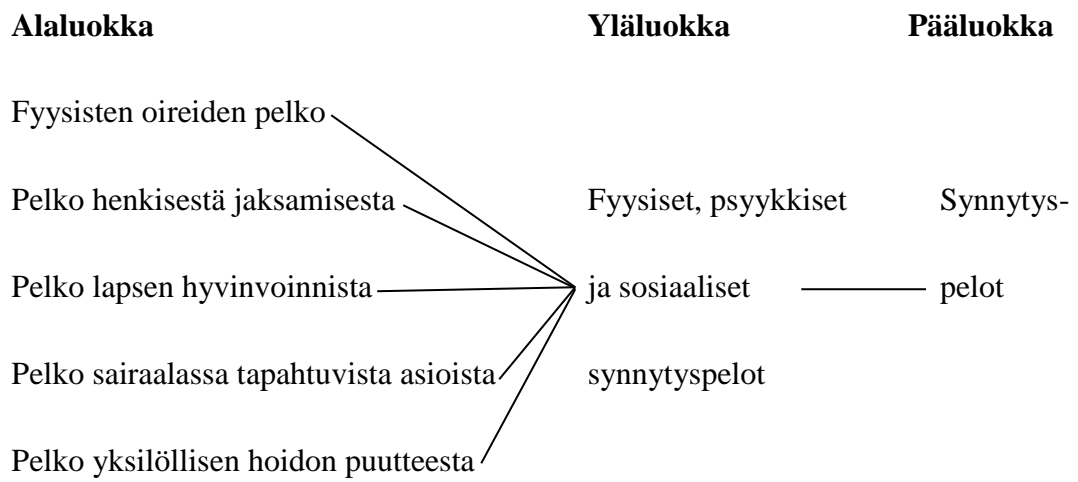 Alaluokka Yläluokka Pääluokka
Fyysisten oireiden pelko
Pelko henkisestä jaksamisesta Fyysiset, psyykkiset Synnytys-
Pelko lapsen hyvinvoinnista ja sosiaaliset pelot
Pelko sairaalassa tapahtuvista asioista synnytyspelot
Pelko yksilöllisen hoidon puutteesta